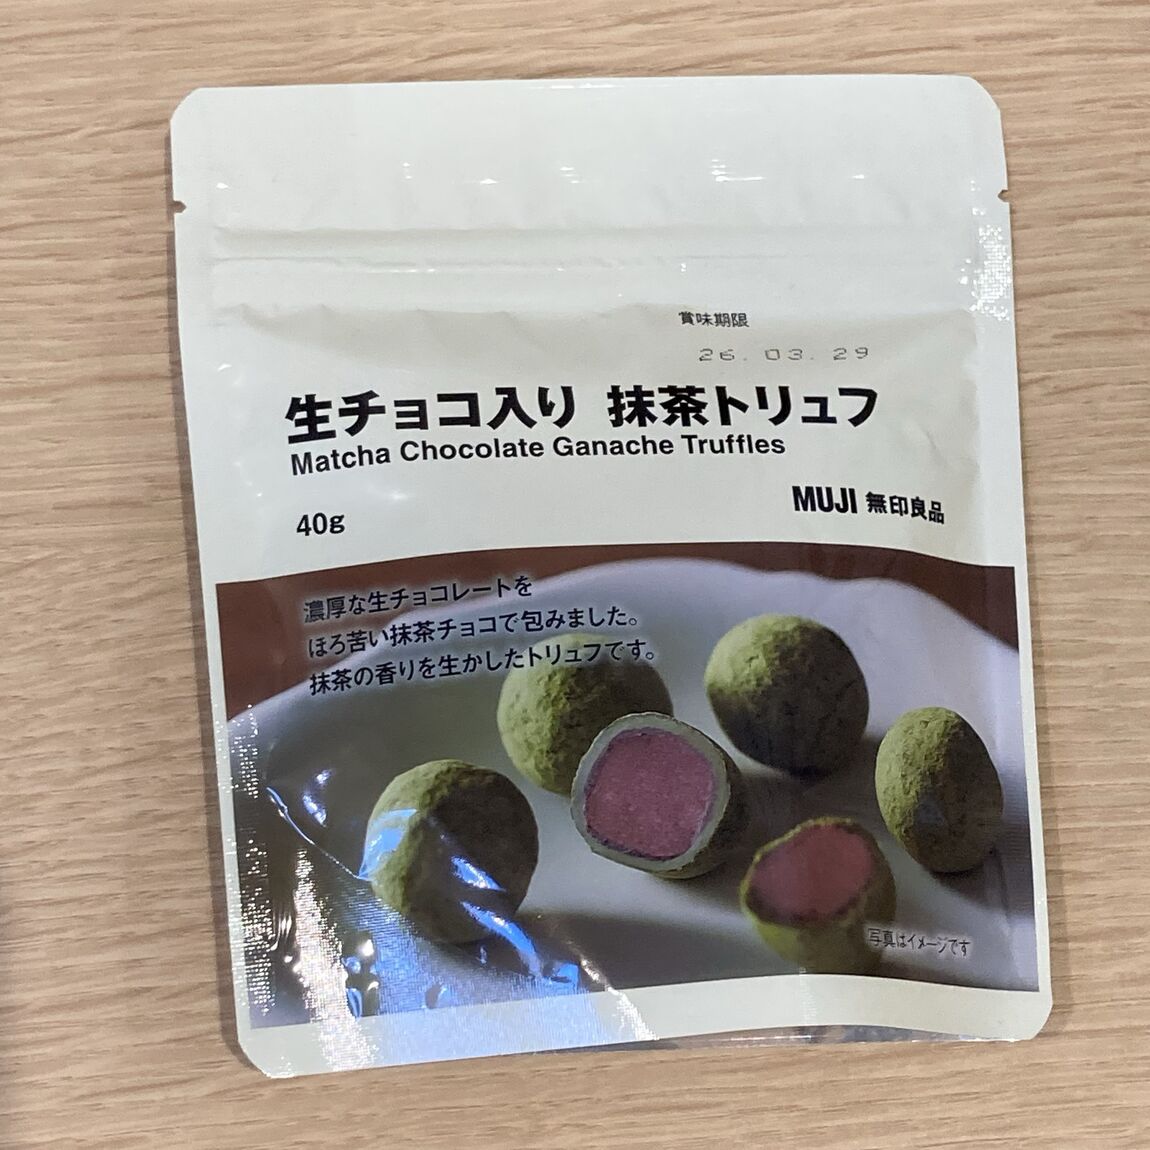 賞味期限
26. 03. 29
生チョコ入り 抹茶トリュフ
Matcha Chocolate Ganache Truffles
MUJI 無印良品
40g
濃厚な生チョコレートを
ほろ苦い抹茶チョコで包みました。
抹茶の香りを生かしたトリュフです。
写真はイメージです